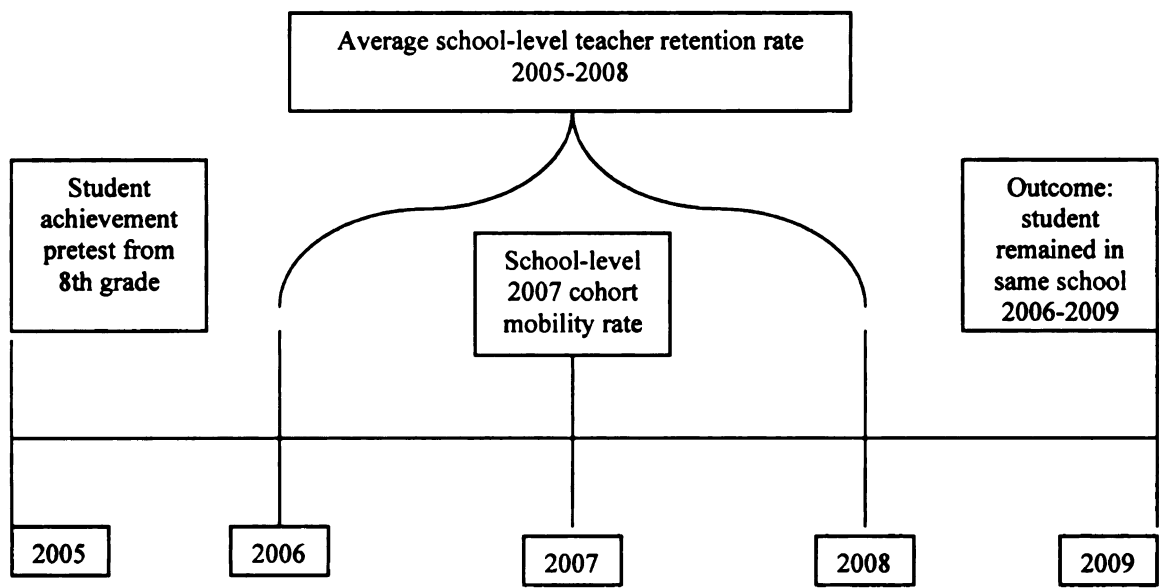 Average school-level teacher retention rate
2005-2008
Student
achievement
pretest from
8th grade
School-level
2007 cohort
mobility rate
Outcome:
student
remained in
same school
2006-2009
2005
2006
2007
2008
2009